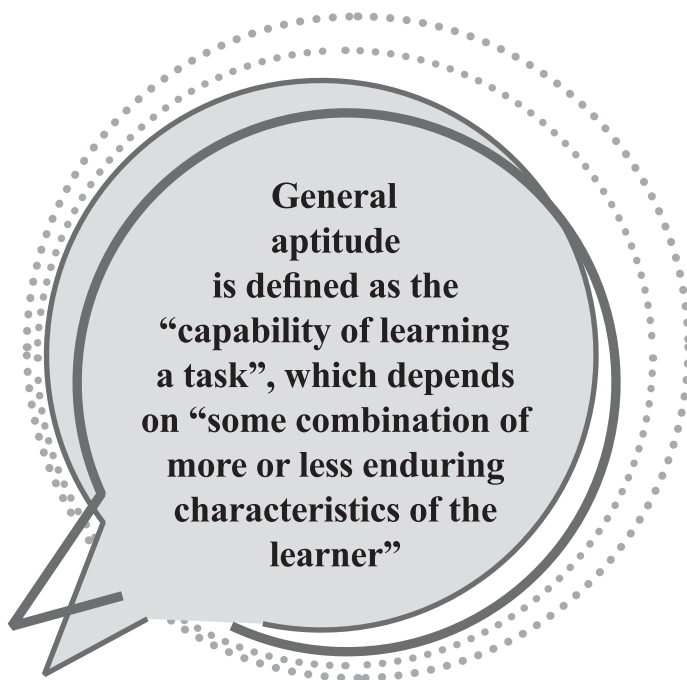 General
aptitude
is defined as the
“capability of learning
a task”, which depends
on “some combination of
more or less enduring
characteristics of the
learner”